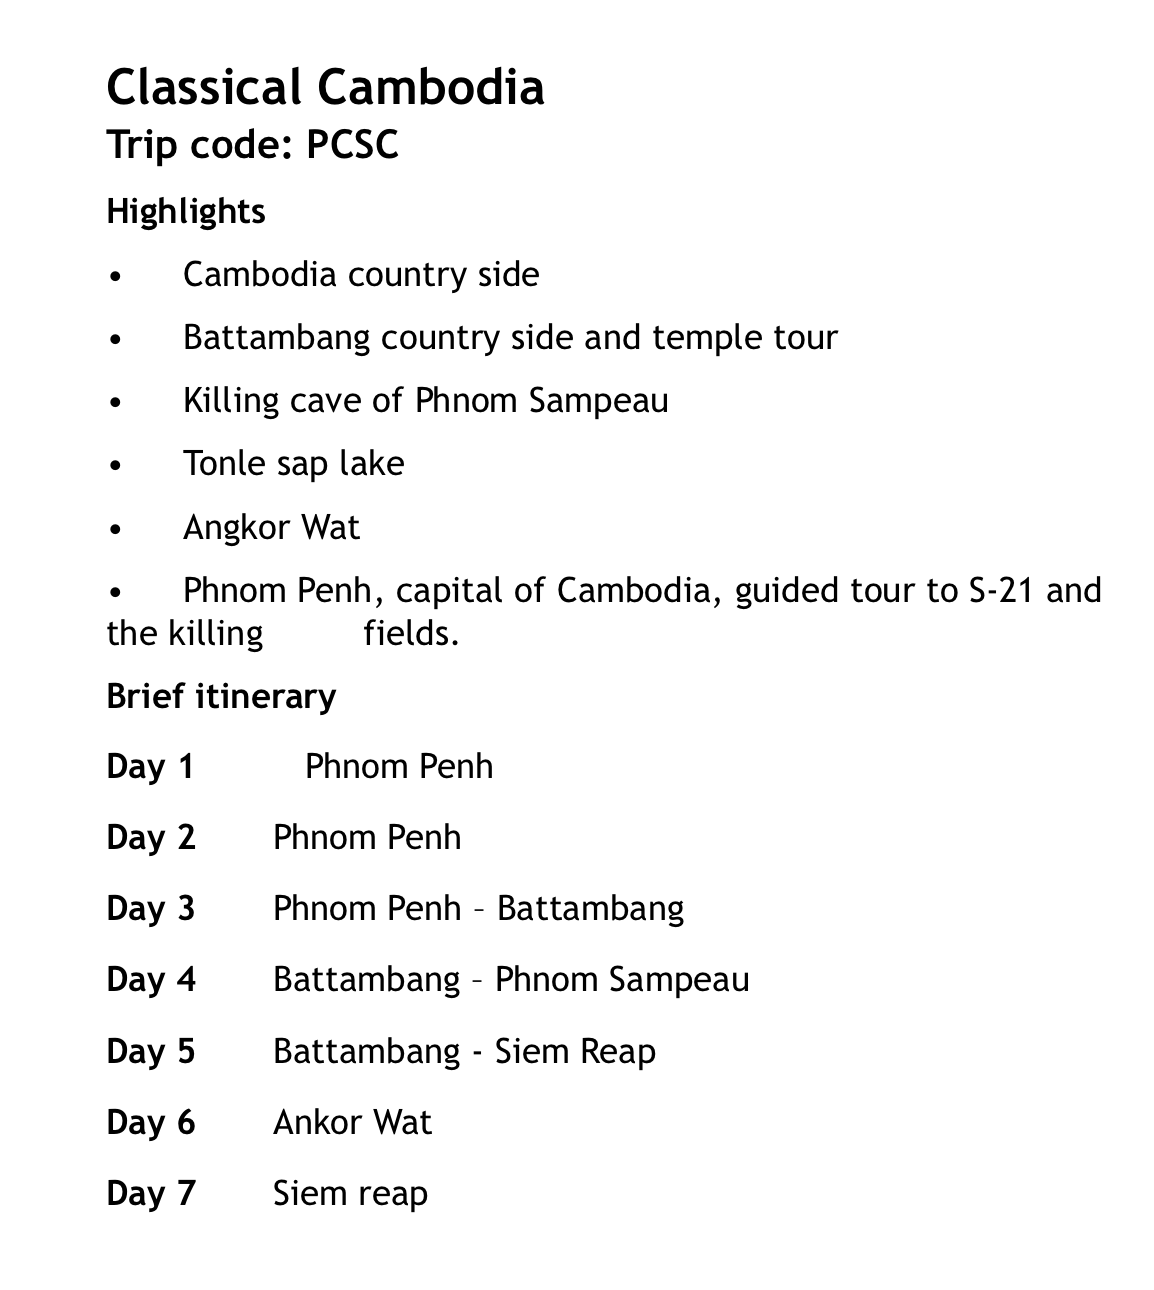 Classical Cambodia
Trip code: PCSC
Highlights
• Cambodia country side
• Battambang country side and temple tour
• Killing cave of Phnom Sampeau
• Tonle sap lake
• Angkor Wat
• Phnom Penh, capital of Cambodia, guided tour to S-21 and
the killing fields.
Brief itinerary
Day 1 Phnom Penh
Day 2 Phnom Penh
Day 3 Phnom Penh – Battambang
Day 4 Battambang – Phnom Sampeau
Day 5 Battambang - Siem Reap
Day 6 Ankor Wat
Day 7 Siem reap